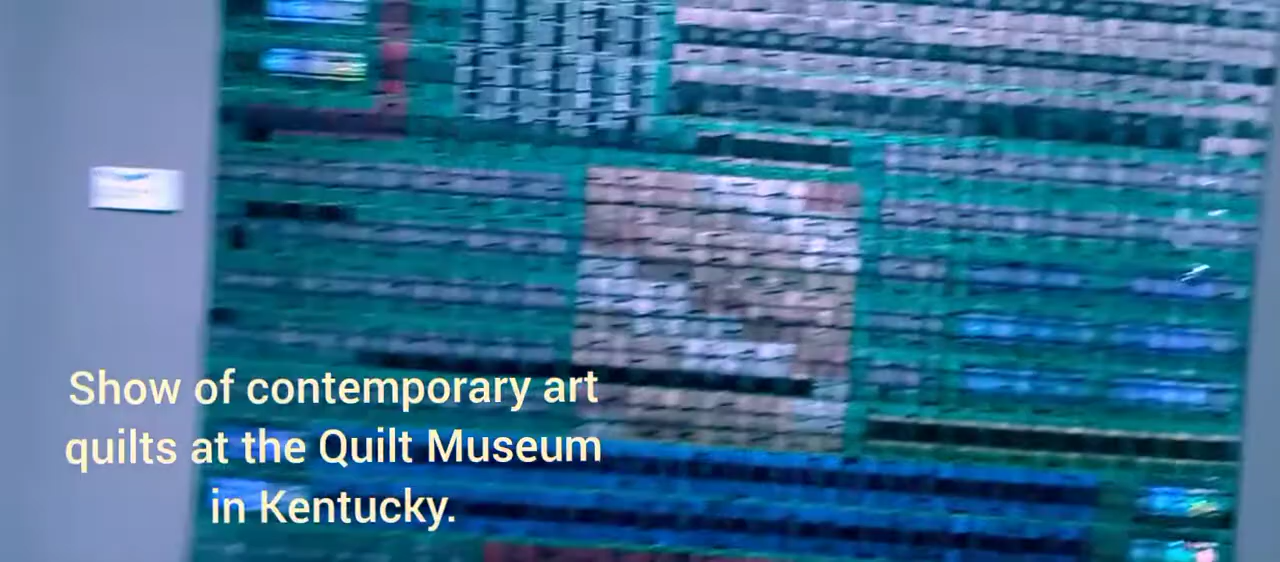 Show of contemporary art
quilts at the Quilt Museum
in Kentucky.